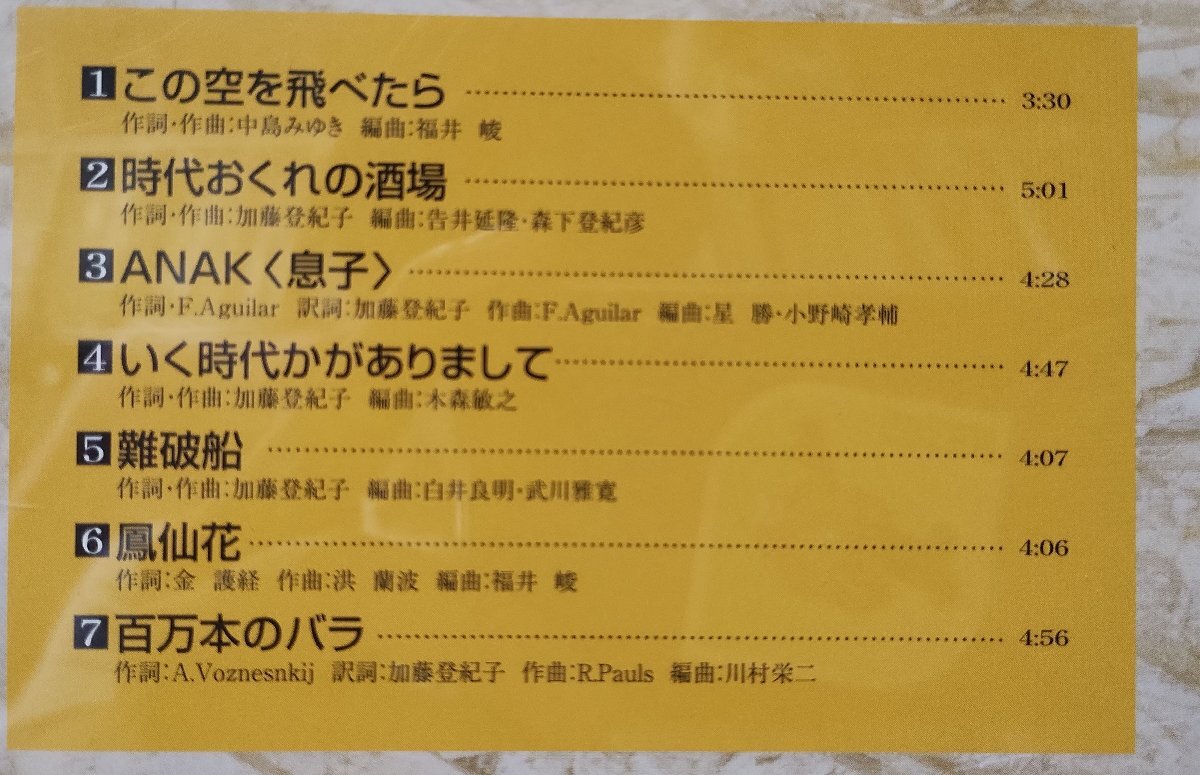 1 この空を飛べたら 3:30
作詞・作曲:中島みゆき 編曲:福井 峻
2 時代おくれの酒場 5:01
作詞・作曲:加藤登紀子 編曲:告井延隆・森下登紀彦
3 ANAK〈息子〉 4:28
作詞・F.Aguilar 訳詞:加藤登紀子 作曲:F.Aguilar 編曲:星 勝・小野崎孝輔
4 いく時代かがありまして 4:47
作詞・作曲:加藤登紀子 編曲:木森敏之
5 難破船 4:07
作詞・作曲:加藤登紀子 編曲:白井良明・武川雅寛
6 鳳仙花 4:06
作詞:金 護経 作曲:洪 蘭波 編曲:福井 峻
7 百万本のバラ 4:56
作詞:A.Voznesnkij 訳詞:加藤登紀子 作曲:R.Pauls 編曲:川村栄二